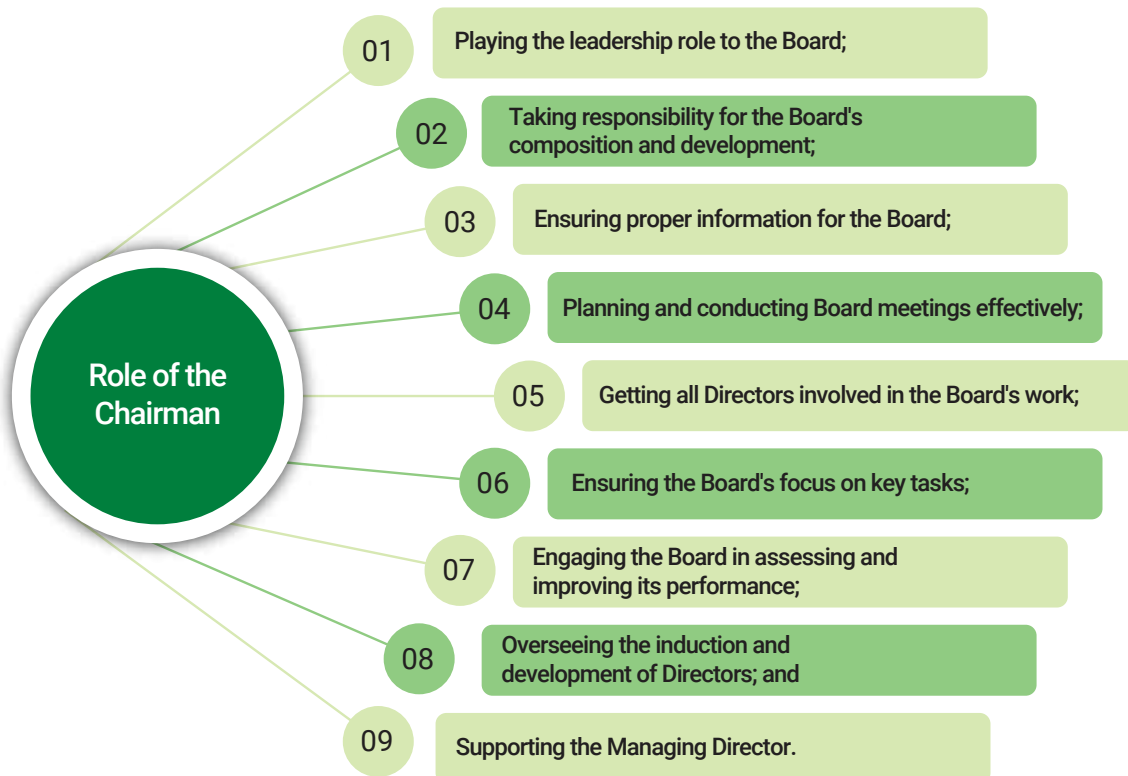 01
Playing the leadership role to the Board;
02
Taking responsibility for the Board's
composition and development;
03
Ensuring proper information for the Board;
04
Planning and conducting Board meetings effectively;
Role of the
Chairman
05
Getting all Directors involved in the Board's work;
06
Ensuring the Board's focus on key tasks;
07
Engaging the Board in assessing and
improving its performance;
08
Overseeing the induction and
development of Directors; and
09
Supporting the Managing Director.